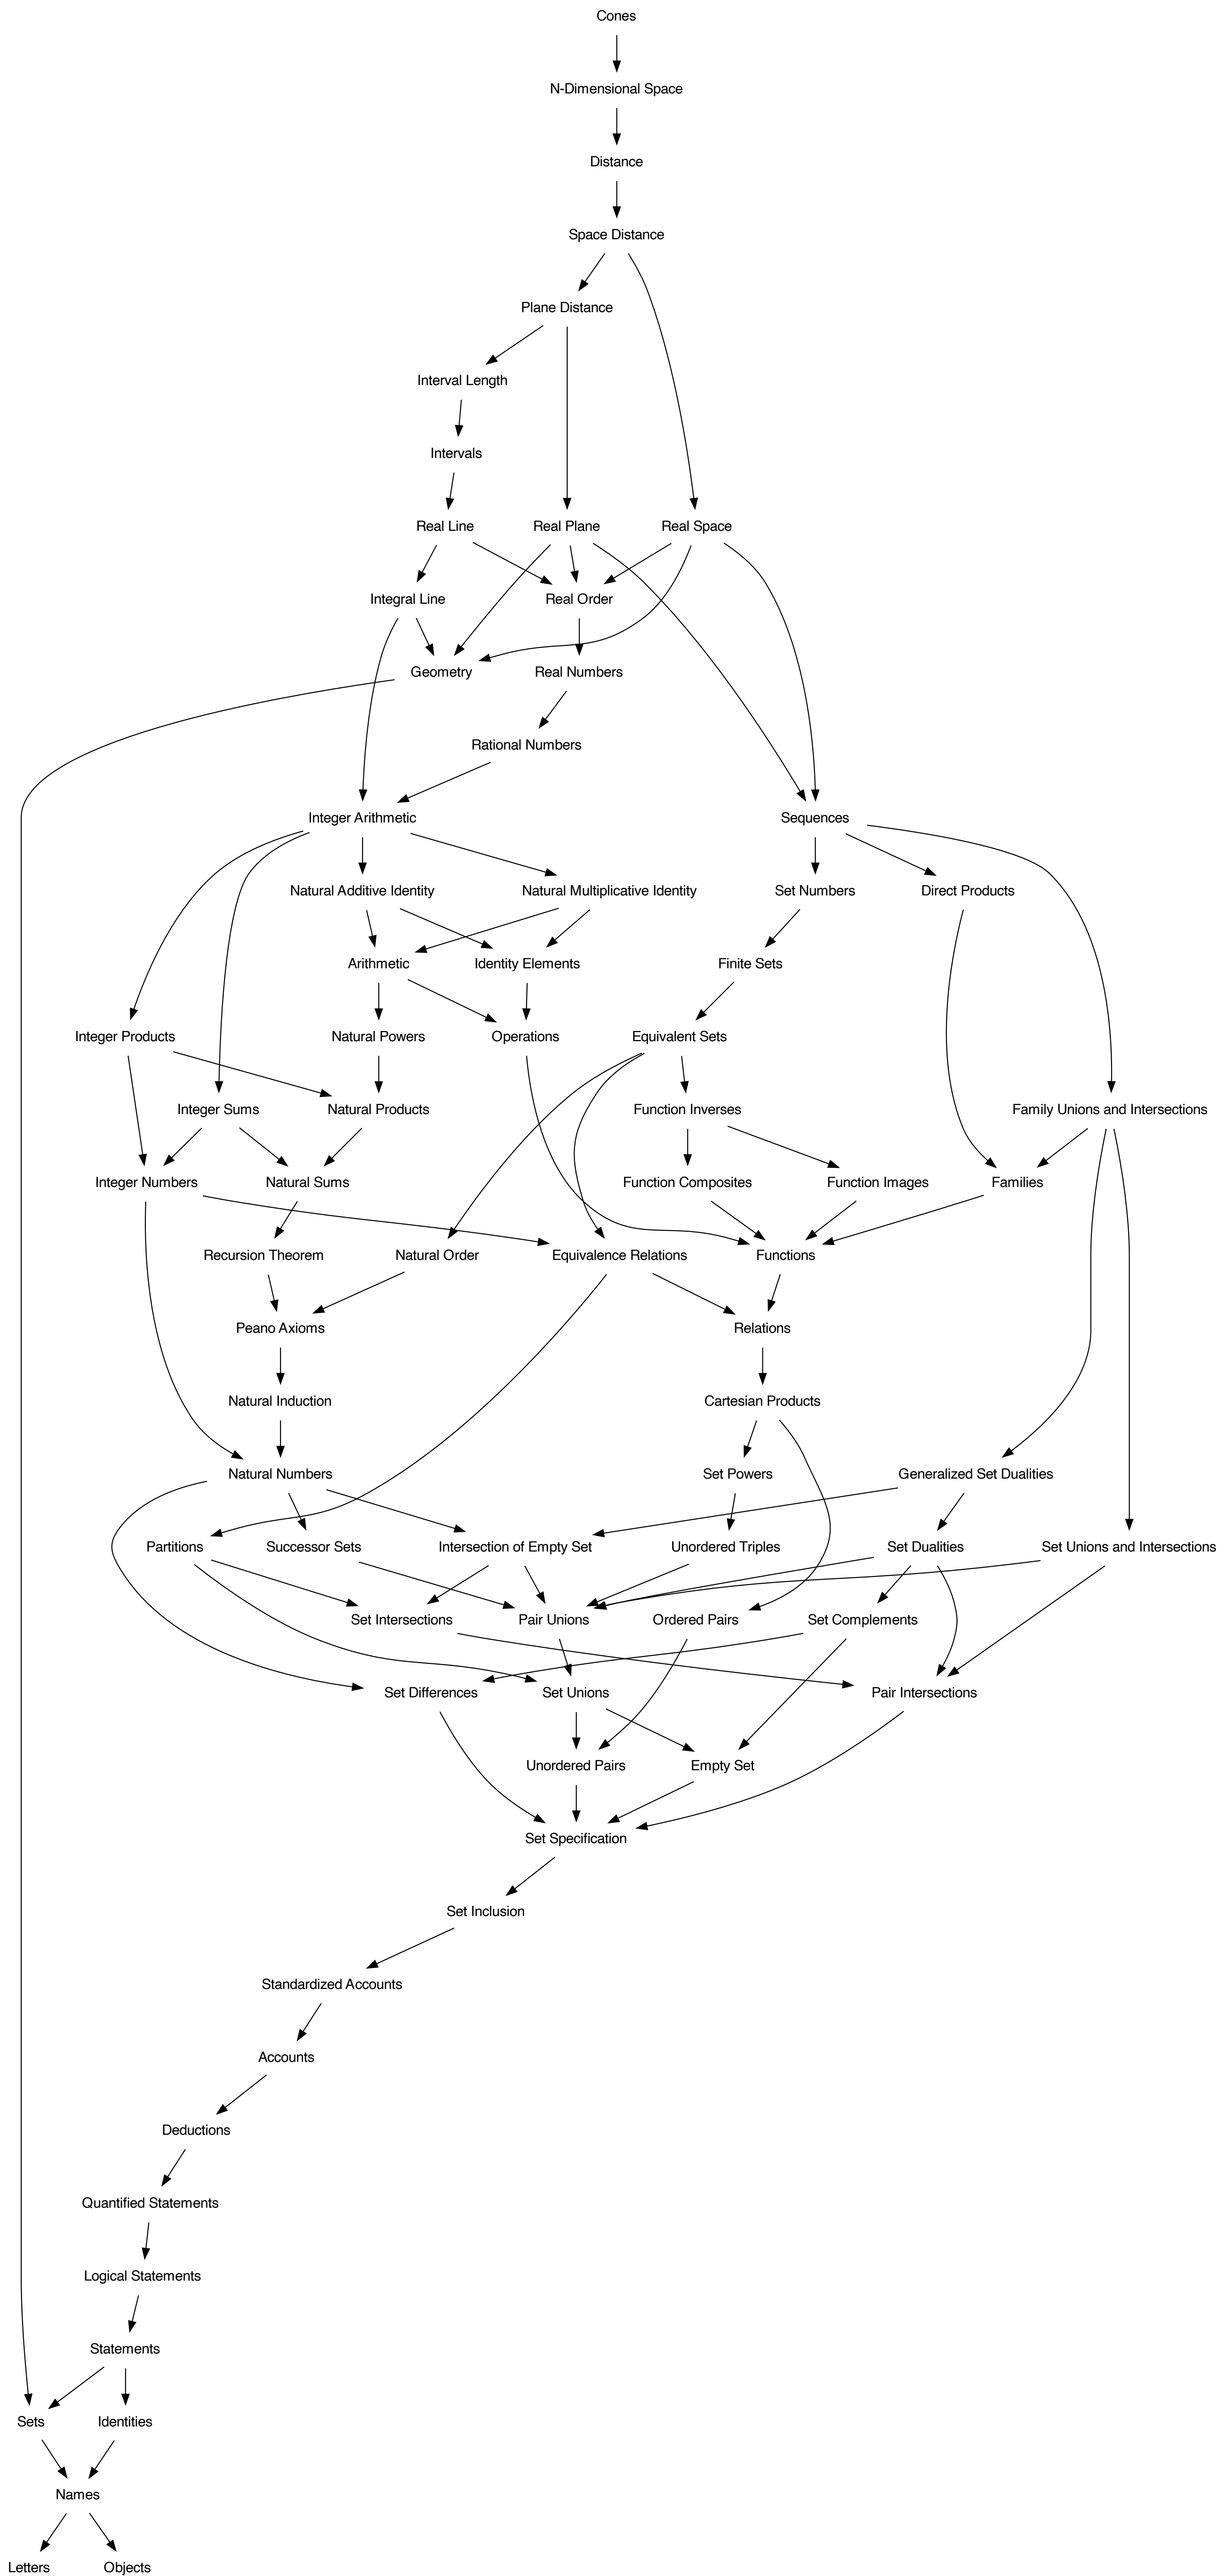 Cones
N-Dimensional Space
Distance
Space Distance
Plane Distance
Interval Length
Intervals
Real Line
Real Plane
Real Space
Integral Line
Real Order
Geometry
Real Numbers
Rational Numbers
Integer Arithmetic
Sequences
Natural Additive Identity
Natural Multiplicative Identity
Set Numbers
Direct Products
Arithmetic
Identity Elements
Finite Sets
Integer Products
Natural Powers
Operations
Equivalent Sets
Integer Sums
Natural Products
Function Inverses
Family Unions and Intersections
Integer Numbers
Natural Sums
Function Composites
Function Images
Families
Recursion Theorem
Natural Order
Equivalence Relations
Functions
Peano Axioms
Relations
Natural Induction
Cartesian Products
Natural Numbers
Set Powers
Generalized Set Dualities
Partitions
Successor Sets
Intersection of Empty Set
Unordered Triples
Set Dualities
Set Unions and Intersections
Set Intersections
Pair Unions
Ordered Pairs
Set Complements
Set Differences
Set Unions
Pair Intersections
Unordered Pairs
Empty Set
Set Specification
Set Inclusion
Standardized Accounts
Accounts
Deductions
Quantified Statements
Logical Statements
Statements
Sets
Identities
Names
Letters
Objects